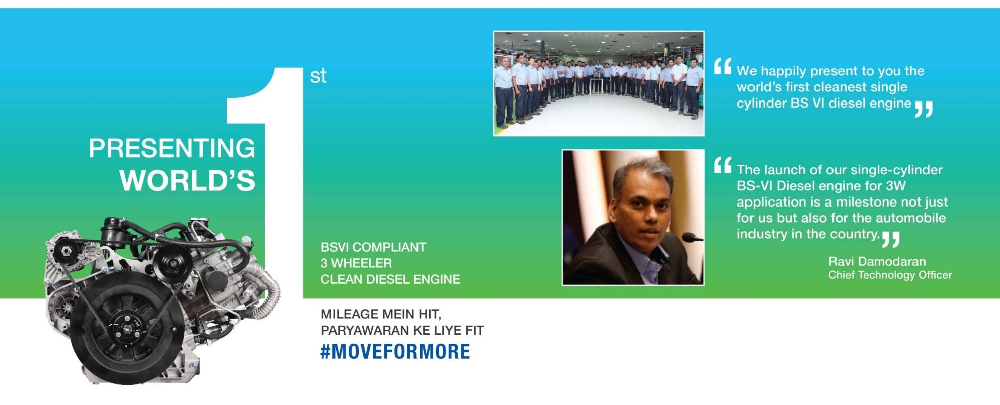 PRESENTING
WORLD'S
1st
BSVI COMPLIANT
3 WHEELER
CLEAN DIESEL ENGINE
MILEAGE MEIN HIT,
PARYAWARAN KE LIYE FIT
#MOVEFORMORE
“We happily present to you the
world's first cleanest single
cylinder BS VI diesel engine”
“The launch of our single-cylinder
BS-VI Diesel engine for 3W
application is a milestone not just
for us but also for the automobile
industry in the country.”
Ravi Damodaran
Chief Technology Officer
OK